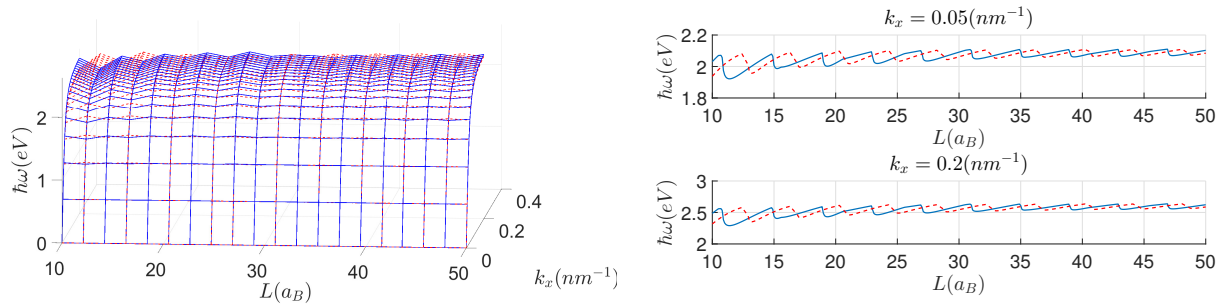 ħω(eV)
2
1
0
10
20
30
40
50
L(a_B)
0.4
0.2
0
k_x(nm⁻¹)
k_x = 0.05(nm⁻¹)
ħω(eV)
2.2
2
1.8
10 15 20 25 30 35 40 45 50
L(a_B)
k_x = 0.2(nm⁻¹)
ħω(eV)
3
2.5
2
10 15 20 25 30 35 40 45 50
L(a_B)